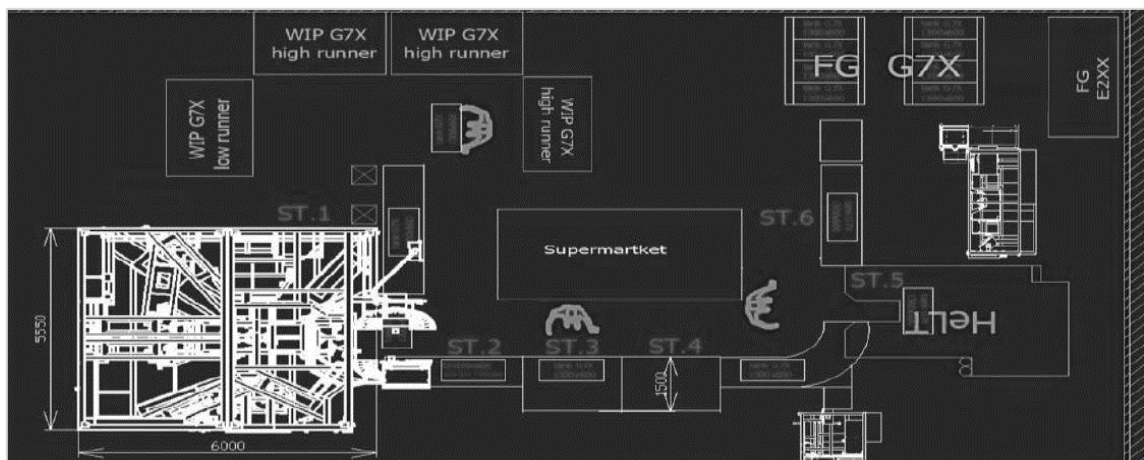 WIP G7X
high runner
WIP G7X
high runner
FG
G7X
FG
E2XX
WIP G7X
low runner
WIP G7X
high runner
ST.1
ST.6
Supermartket
ST.5
HeLT
5550
ST.2
ST.3
ST.4
1500
6000